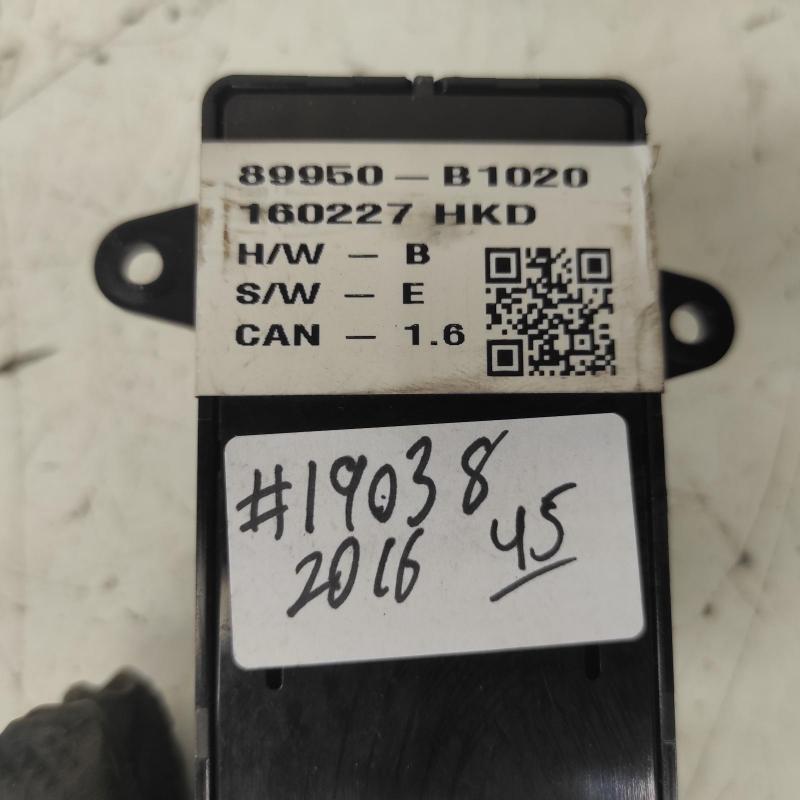 89950 - B1020
160227 HKD
H/W - B
S/W - E
CAN - 1.6
#19038
2016 45